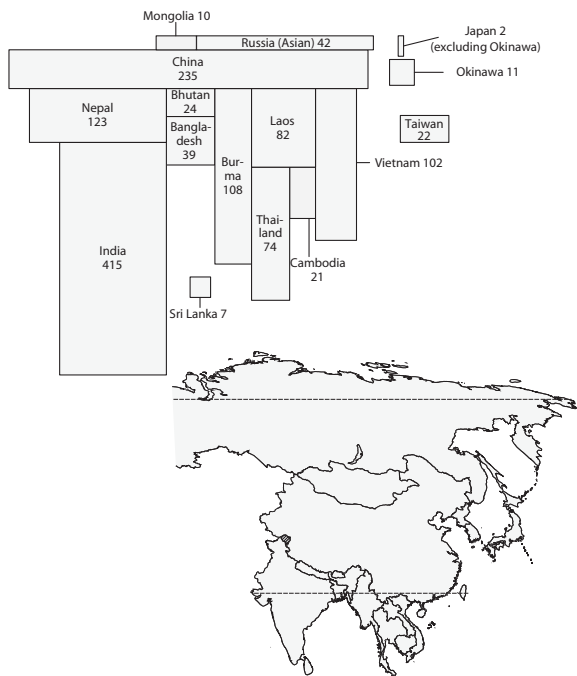 Mongolia 10
Russia (Asian) 42
Japan 2
(excluding Okinawa)
China
235
Okinawa 11
Nepal
123
Bhutan
24
Bangla-
desh
39
Bur-
ma
108
Laos
82
Taiwan
22
Vietnam 102
Thai-
land
74
Cambodia
21
India
415
Sri Lanka 7